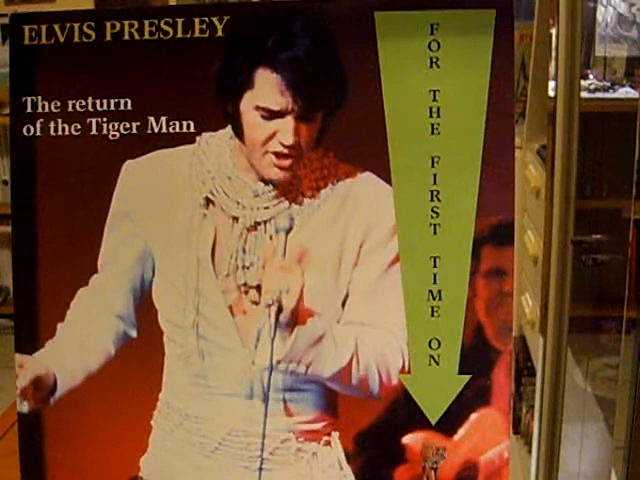 ELVIS PRESLEY
The return
of the Tiger Man
FOR THE FIRST TIME ON